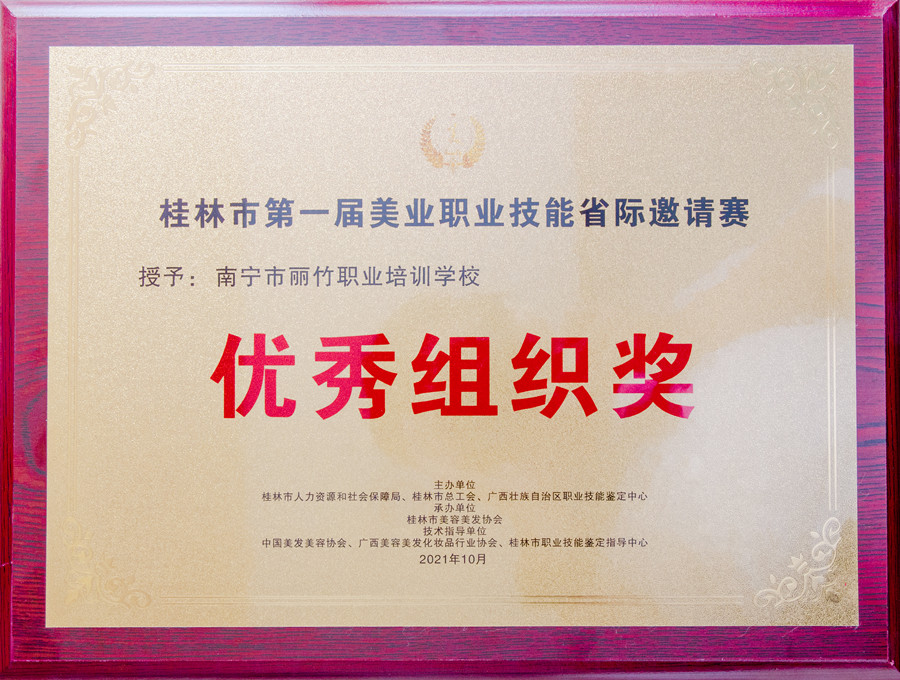 桂林市第一届美业职业技能省际邀请赛
授予：南宁市丽竹职业培训学校
优秀组织奖
主办单位
桂林市人力资源和社会保障局、桂林市总工会、广西壮族自治区职业技能鉴定中心
承办单位
桂林市美容美发协会
技术指导单位
中国美发美容协会、广西美容美发化妆品行业协会、桂林市职业技能鉴定指导中心
2021年10月